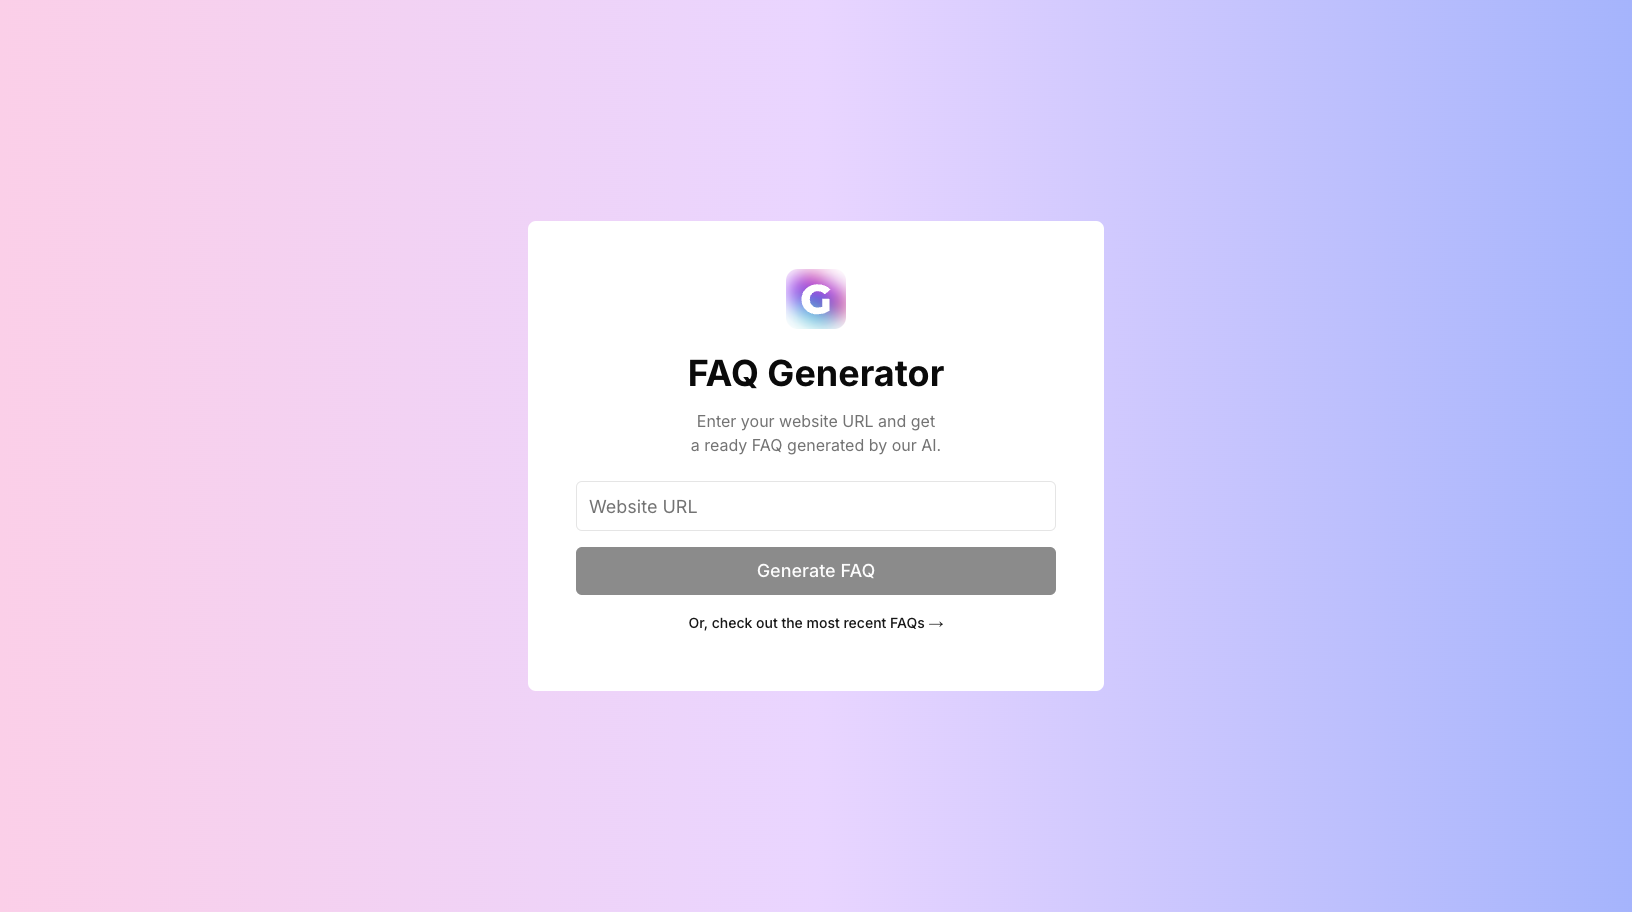 G
FAQ Generator
Enter your website URL and get
a ready FAQ generated by our AI.
Website URL
Generate FAQ
Or, check out the most recent FAQs →